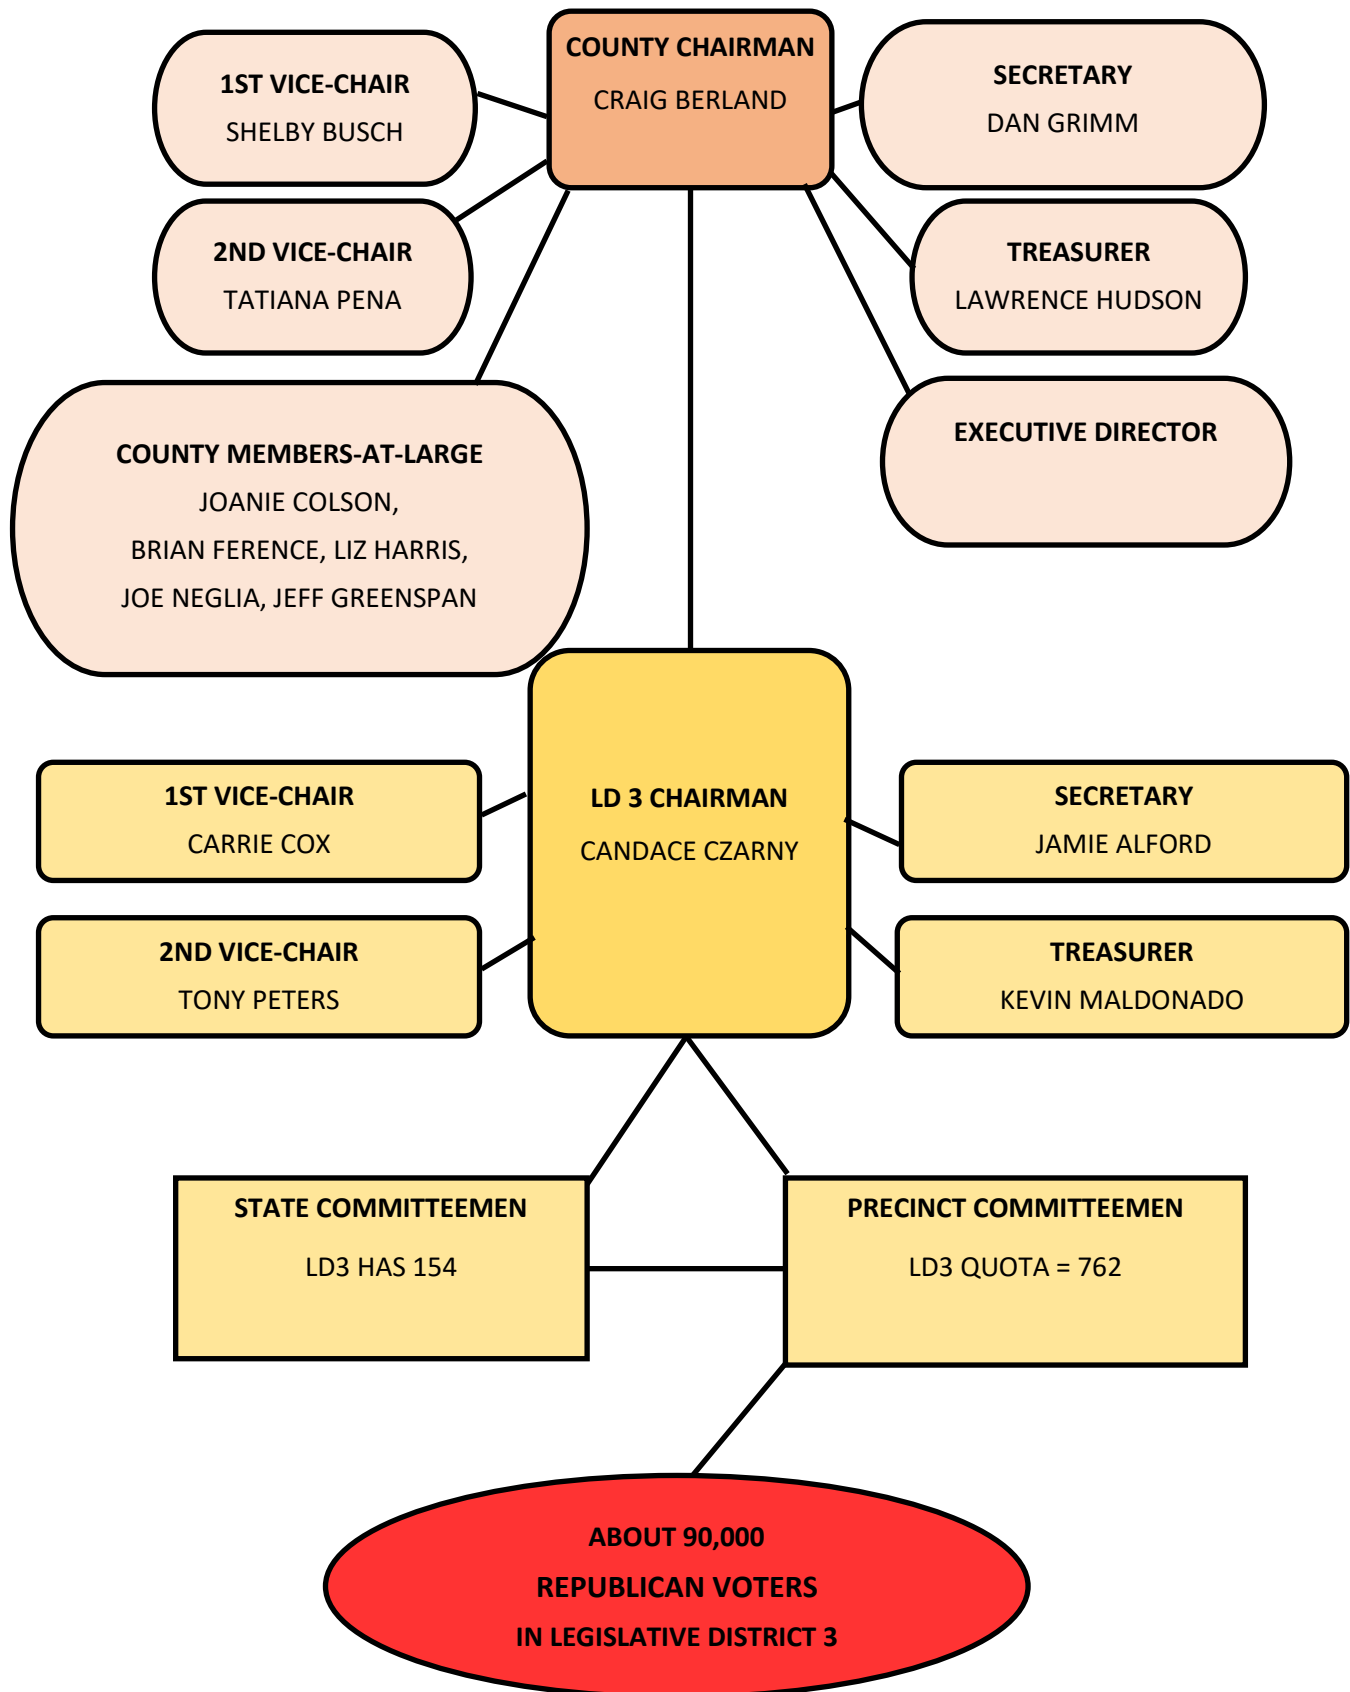 COUNTY CHAIRMAN
CRAIG BERLAND
1ST VICE-CHAIR
SHELBY BUSCH
SECRETARY
DAN GRIMM
2ND VICE-CHAIR
TATIANA PENA
TREASURER
LAWRENCE HUDSON
COUNTY MEMBERS-AT-LARGE
JOANIE COLSON,
BRIAN FERENCE, LIZ HARRIS,
JOE NEGLIA, JEFF GREENSPAN
EXECUTIVE DIRECTOR
LD 3 CHAIRMAN
CANDACE CZARNY
1ST VICE-CHAIR
CARRIE COX
SECRETARY
JAMIE ALFORD
2ND VICE-CHAIR
TONY PETERS
TREASURER
KEVIN MALDONADO
STATE COMMITTEEMEN
LD3 HAS 154
PRECINCT COMMITTEEMEN
LD3 QUOTA = 762
ABOUT 90,000
REPUBLICAN VOTERS
IN LEGISLATIVE DISTRICT 3